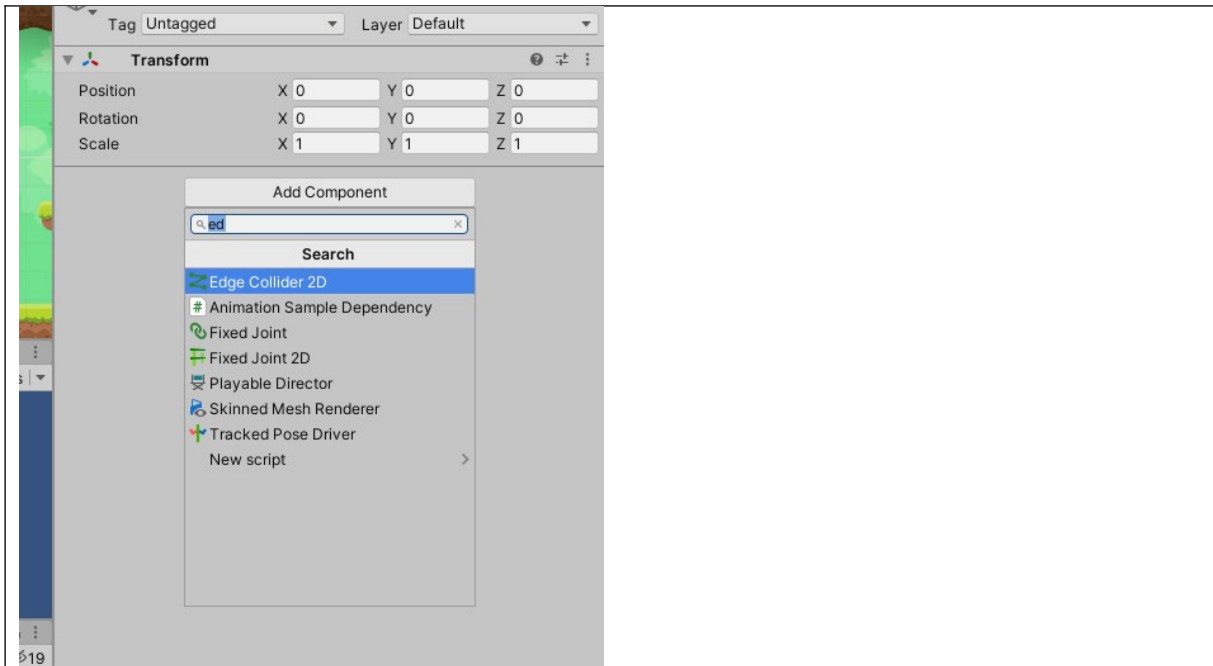 Tag Untagged Layer Default
Transform
Position X 0 Y 0 Z 0
Rotation X 0 Y 0 Z 0
Scale X 1 Y 1 Z 1
Add Component
ed
Search
Edge Collider 2D
# Animation Sample Dependency
Fixed Joint
Fixed Joint 2D
Playable Director
Skinned Mesh Renderer
Tracked Pose Driver
New script
19